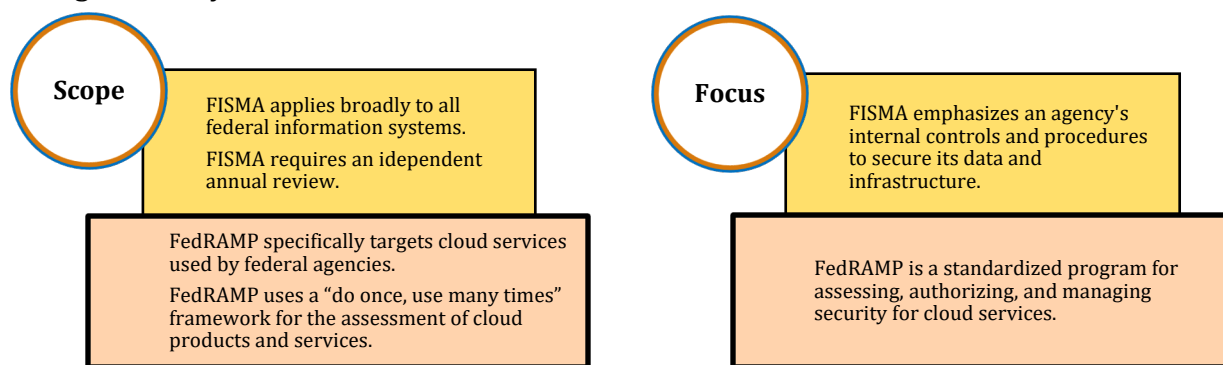 Scope
FISMA applies broadly to all
federal information systems.
FISMA requires an idependent
annual review.
FedRAMP specifically targets cloud services
used by federal agencies.
FedRAMP uses a “do once, use many times”
framework for the assessment of cloud
products and services.
Focus
FISMA emphasizes an agency's
internal controls and procedures
to secure its data and
infrastructure.
FedRAMP is a standardized program for
assessing, authorizing, and managing
security for cloud services.